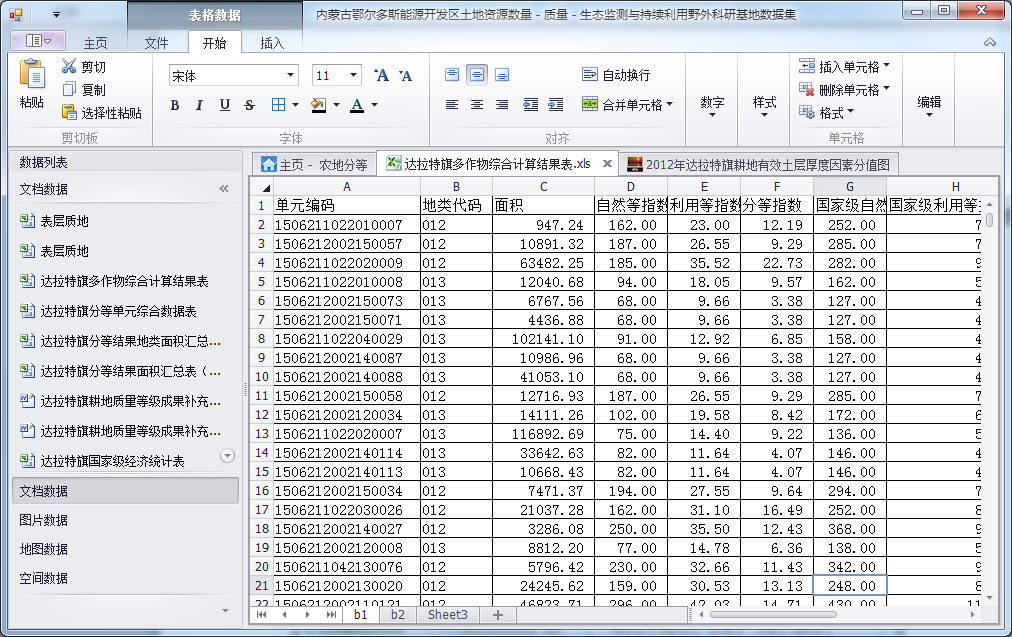 表格数据
内蒙古鄂尔多斯能源开发区土地资源数量 - 质量 - 生态监测与持续利用野外科研基地数据集
主页 文件 开始 插入
粘贴 剪切 复制 选择性粘贴
宋体 11
B I U S A
自动换行
合并单元格
数字 样式
插入单元格
删除单元格
格式
编辑
剪贴板 字体 对齐 单元格
数据列表
文档数据
表层质地
表层质地
达拉特旗多作物综合计算结果表
达拉特旗分等单元综合数据表
达拉特旗分等结果地类面积汇总...
达拉特旗分等结果面积汇总表（...
达拉特旗耕地质量等级成果补充...
达拉特旗耕地质量等级成果补充...
达拉特旗国家级经济统计表
文档数据
图片数据
地图数据
空间数据
主页 - 农地分等 达拉特旗多作物综合计算结果表.xls 2012年达拉特旗耕地有效土层厚度因素分值图
A B C D E F G H
1 单元编码 地类代码 面积 自然等指数 利用等指数 分等指数 国家级自然 国家级利用等
2 1506211022010007 012 947.24 162.00 23.00 12.19 252.00 7
3 1506212002150057 012 10891.32 187.00 26.55 9.29 285.00 7
4 1506211022020009 012 63482.25 185.00 35.52 22.73 282.00 9
5 1506211022010008 013 12040.68 94.00 18.05 9.57 162.00 5
6 1506212002150073 013 6767.56 68.00 9.66 3.38 127.00 4
7 1506212002150071 013 4436.88 68.00 9.66 3.38 127.00 4
8 1506211022040029 013 102141.10 91.00 12.92 6.85 158.00 4
9 1506212002140087 013 10986.96 68.00 9.66 3.38 127.00 4
10 1506212002140088 013 41053.10 68.00 9.66 3.38 127.00 4
11 1506212002150058 012 12716.93 187.00 26.55 9.29 285.00 7
12 1506212002120034 013 14111.26 102.00 19.58 8.42 172.00 6
13 1506211022020007 013 116892.69 75.00 14.40 9.22 136.00 5
14 1506212002140114 013 33642.63 82.00 11.64 4.07 146.00 4
15 1506212002140113 013 10668.43 82.00 11.64 4.07 146.00 4
16 1506212002150034 012 7471.37 194.00 27.55 9.64 294.00 7
17 1506211022030026 012 21037.28 162.00 31.10 16.49 252.00 8
18 1506212002140027 012 3286.08 250.00 35.50 12.43 368.00 9
19 1506212002120008 013 8812.20 77.00 14.78 6.36 138.00 5
20 1506211042130076 012 5796.42 230.00 32.66 11.43 342.00 9
21 1506212002130020 012 24245.62 159.00 30.53 13.13 248.00 8
22 1506212002110121 012 46823.71 296.00 42.03 14.71 430.00 11
b1 b2 Sheet3